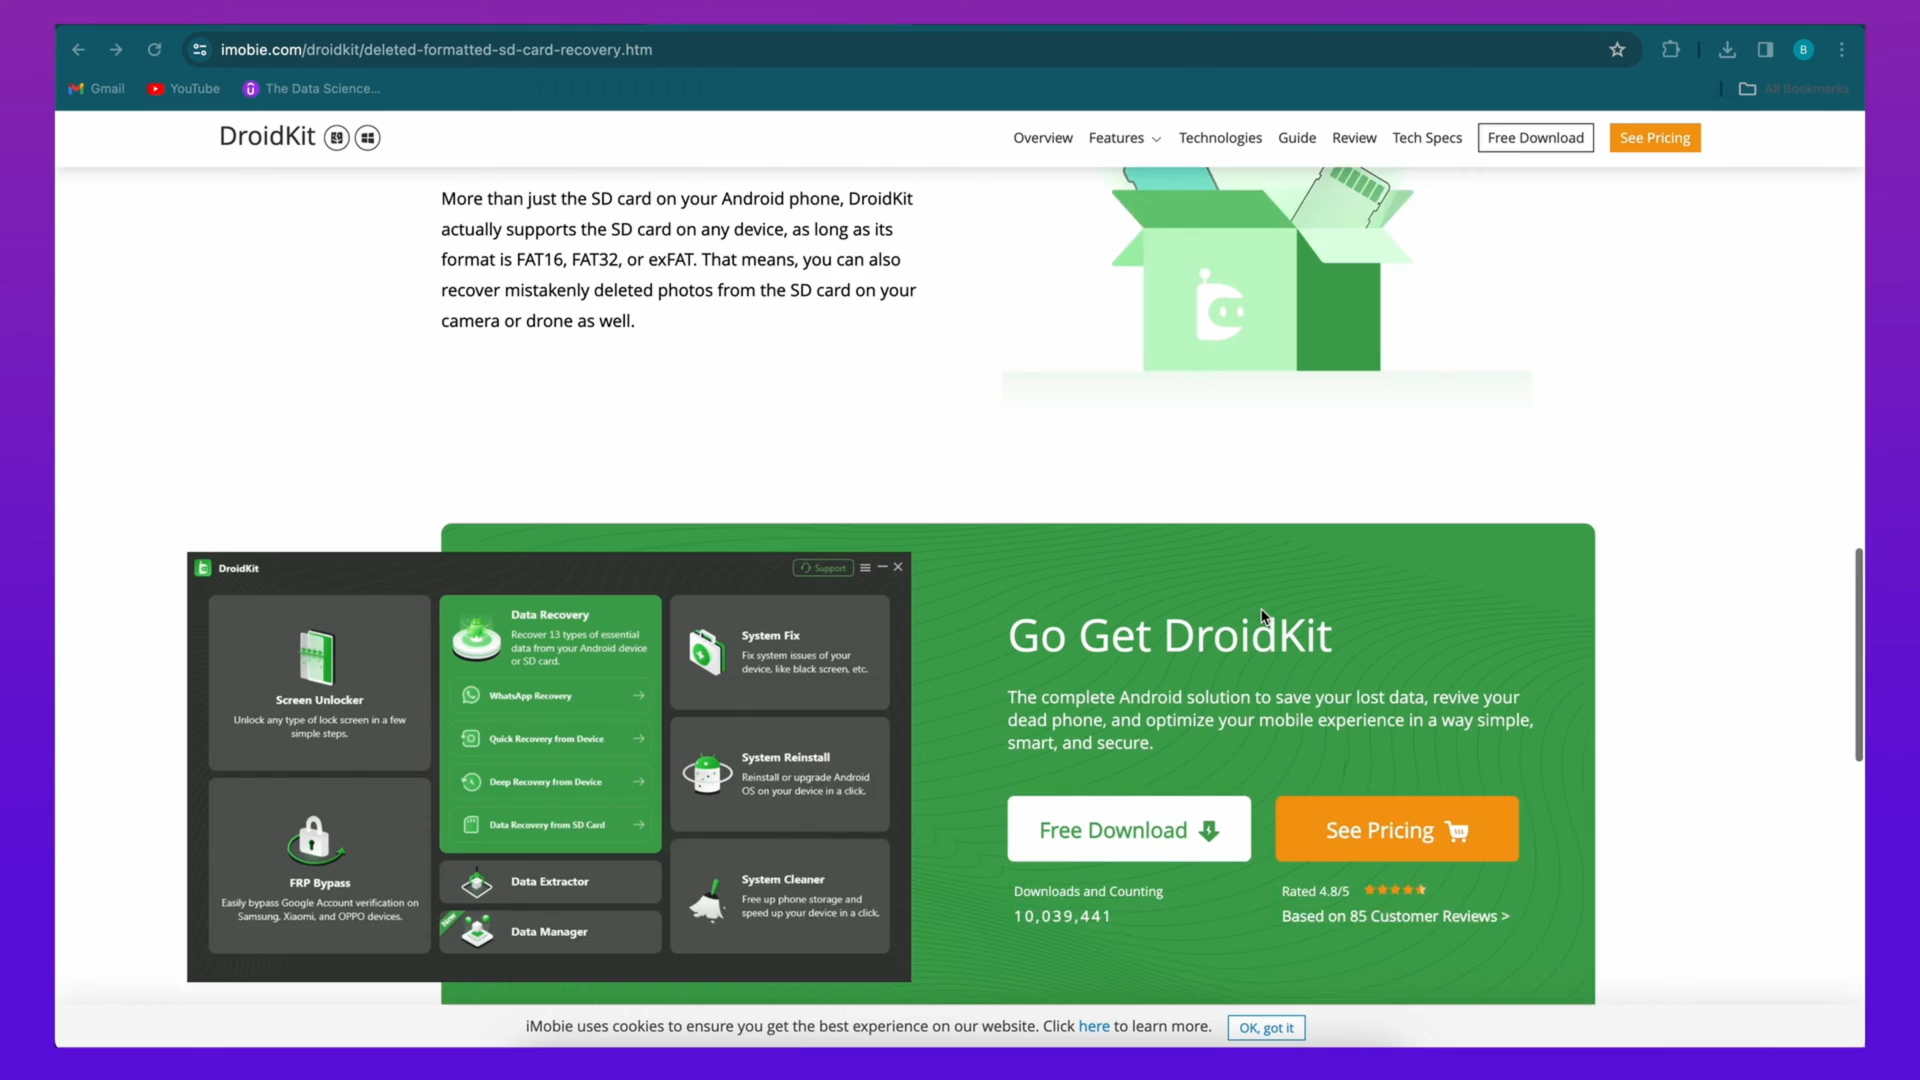 imobie.com/droidkit/deleted-formatted-sd-card-recovery.htm
B
Gmail
YouTube
The Data Science...
All Bookmarks
DroidKit
Overview
Features
Technologies
Guide
Review
Tech Specs
Free Download
See Pricing
More than just the SD card on your Android phone, DroidKit
actually supports the SD card on any device, as long as its
format is FAT16, FAT32, or exFAT. That means, you can also
recover mistakenly deleted photos from the SD card on your
camera or drone as well.
DroidKit
Support
Screen Unlocker
Unlock any type of lock screen in a few
simple steps.
FRP Bypass
Easily bypass Google Account verification on
Samsung, Xiaomi, and OPPO devices.
Data Recovery
Recover 13 types of essential
data from your Android device
or SD card.
WhatsApp Recovery
Quick Recovery from Device
Deep Recovery from Device
Data Recovery from SD Card
Data Extractor
New
Data Manager
System Fix
Fix system issues of your
device, like black screen, etc.
System Reinstall
Reinstall or upgrade Android
OS on your device in a click.
System Cleaner
Free up phone storage and
speed up your device in a click.
Go Get DroidKit
The complete Android solution to save your lost data, revive your
dead phone, and optimize your mobile experience in a way simple,
smart, and secure.
Free Download
See Pricing
Downloads and Counting
10,039,441
Rated 4.8/5
Based on 85 Customer Reviews >
iMobie uses cookies to ensure you get the best experience on our website. Click here to learn more.
OK, got it